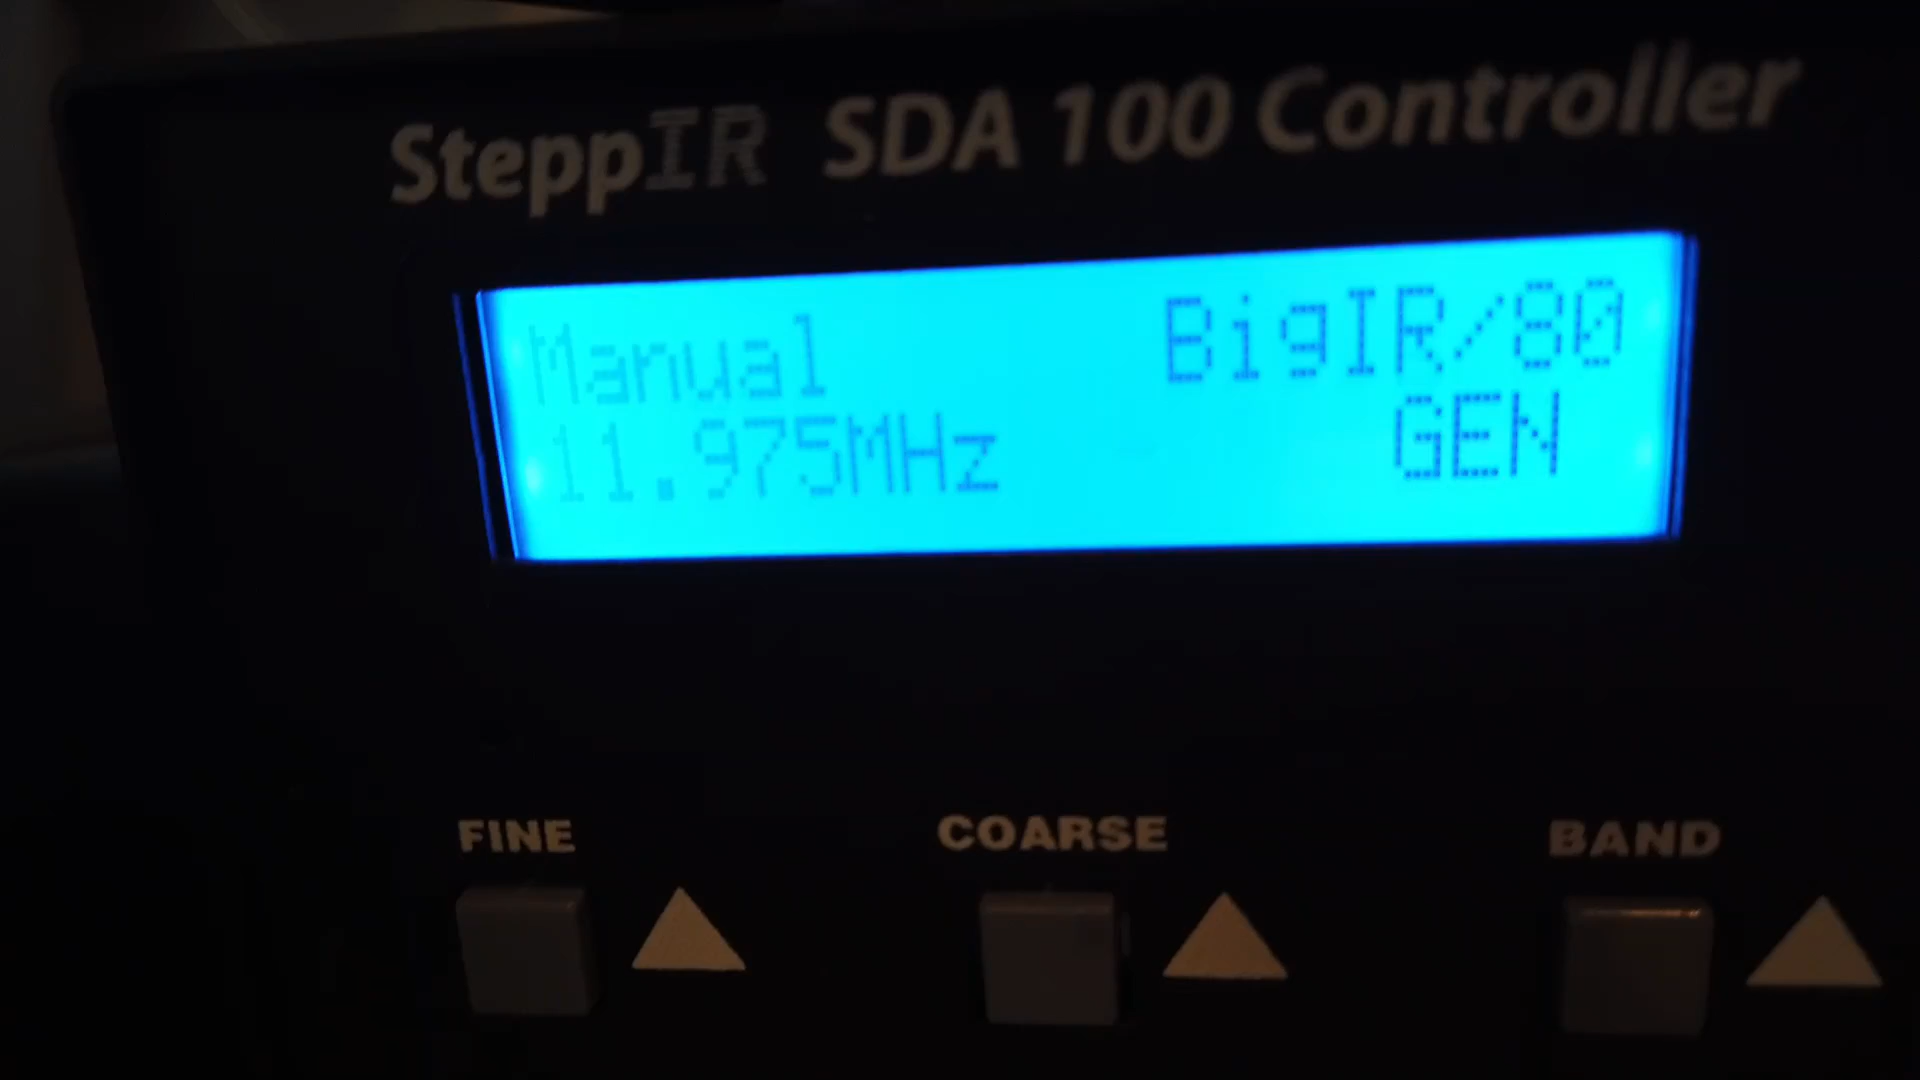 SteppIR SDA 100 Controller
Manual BigIR/80
11.975MHz GEN
FINE COARSE BAND